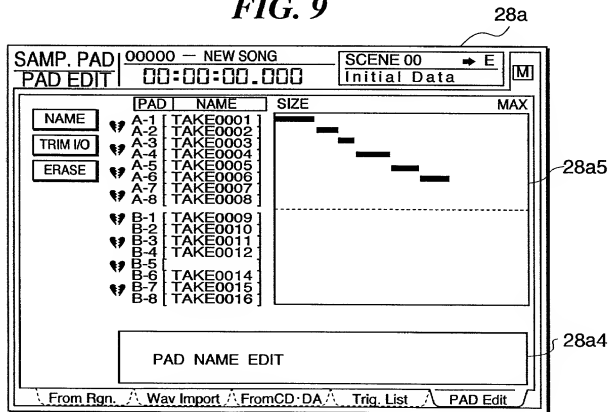 FIG. 9
28a
SAMP. PAD 00000 — NEW SONG SCENE 00 ➡ E
PAD EDIT 00:00:00.000 Initial Data M
PAD NAME SIZE MAX
NAME
TRIM I/O
ERASE
A-1 [ TAKE0001 ]
A-2 [ TAKE0002 ]
A-3 [ TAKE0003 ]
A-4 [ TAKE0004 ]
A-5 [ TAKE0005 ]
A-6 [ TAKE0006 ]
A-7 [ TAKE0007 ]
A-8 [ TAKE0008 ]
B-1 [ TAKE0009 ]
B-2 [ TAKE0010 ]
B-3 [ TAKE0011 ]
B-4 [ TAKE0012 ]
B-5 [ ]
B-6 [ TAKE0014 ]
B-7 [ TAKE0015 ]
B-8 [ TAKE0016 ]
28a5
PAD NAME EDIT
28a4
From Rgn. Wav Import FromCD·DA Trig. List PAD Edit